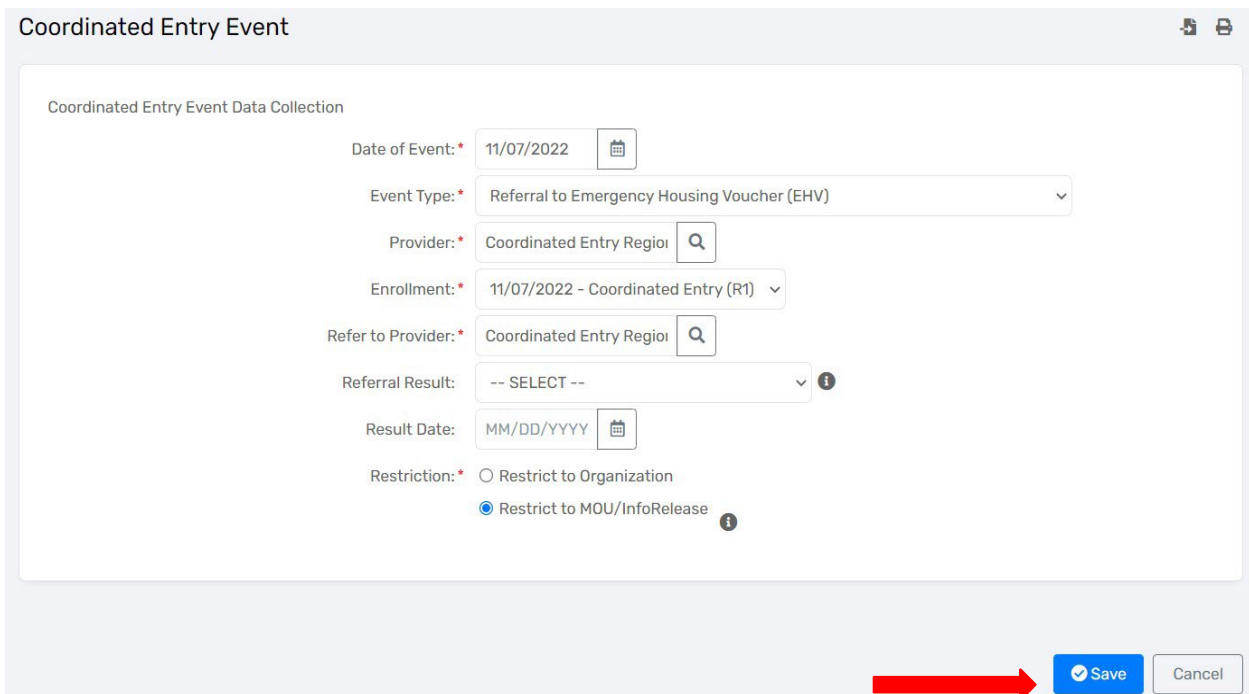 Coordinated Entry Event
Coordinated Entry Event Data Collection
Date of Event:* 11/07/2022
Event Type:* Referral to Emergency Housing Voucher (EHV)
Provider:* Coordinated Entry Region
Enrollment:* 11/07/2022 - Coordinated Entry (R1)
Refer to Provider:* Coordinated Entry Region
Referral Result: -- SELECT --
Result Date: MM/DD/YYYY
Restriction:* Restrict to Organization
Restrict to MOU/InfoRelease
Save Cancel